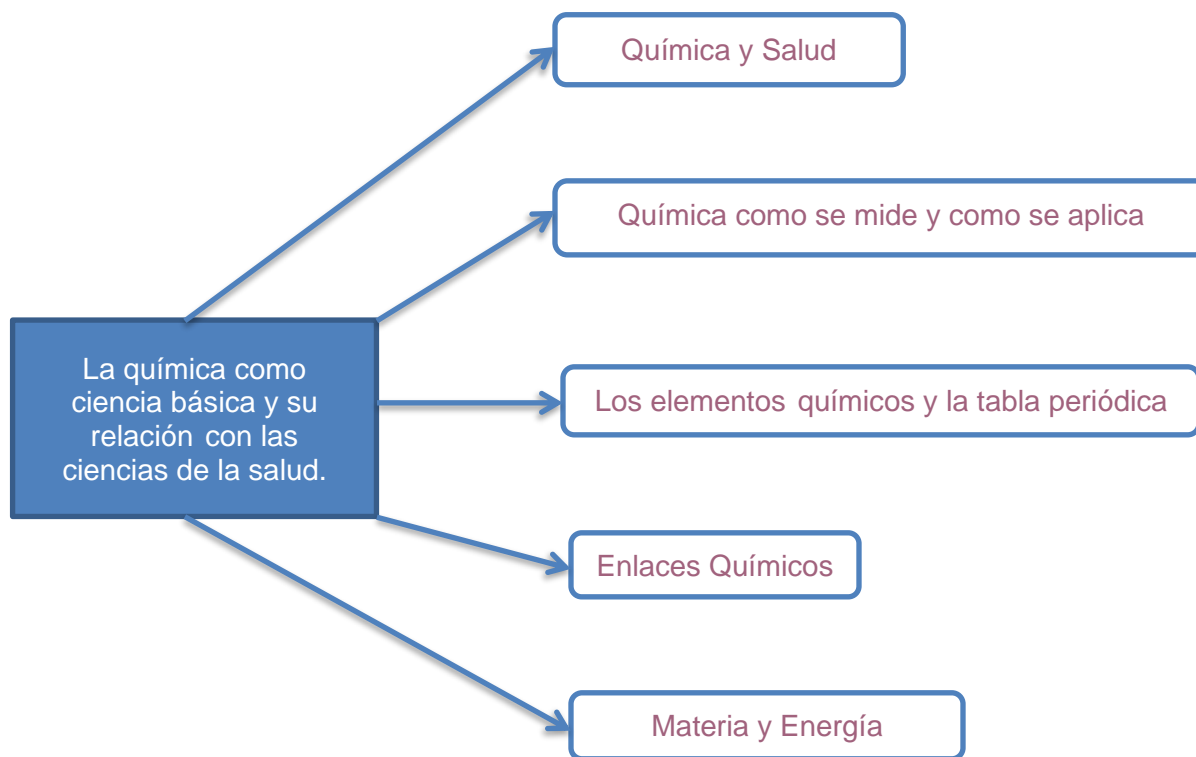 Química y Salud
Química como se mide y como se aplica
La química como
ciencia básica y su
relación con las
ciencias de la salud.
Los elementos químicos y la tabla periódica
Enlaces Químicos
Materia y Energía